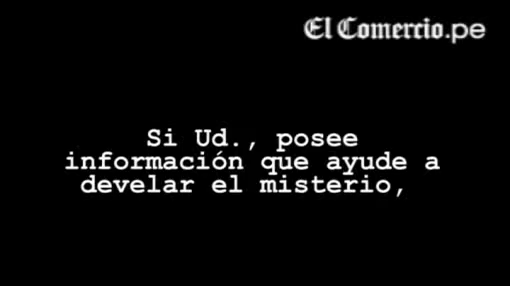 El Comercio.pe
Si Ud., posee
información que ayude a
develar el misterio,